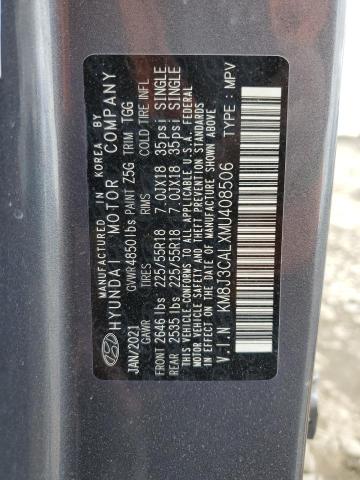 MANUFACTURED IN KOREA BY
HYUNDAI MOTOR COMPANY
JAN/2021 GVWR 4850lbs PAINT Z5G TRIM TGG
GAWR TIRES RIMS COLD TIRE INFL
FRONT 2646 lbs 225/55R18 7.0JX18 35psi SINGLE
REAR 2535 lbs 225/55R18 7.0JX18 35psi SINGLE
THIS VEHICLE CONFORMS TO ALL APPLICABLE U.S.A. FEDERAL
MOTOR VEHICLE SAFETY, BUMPER, AND THEFT PREVENTION
STANDARDS IN EFFECT ON THE DATE OF MANUFACTURE SHOWN ABOVE.
V.I.N : KM8J3CALXMU408506 TYPE : MPV